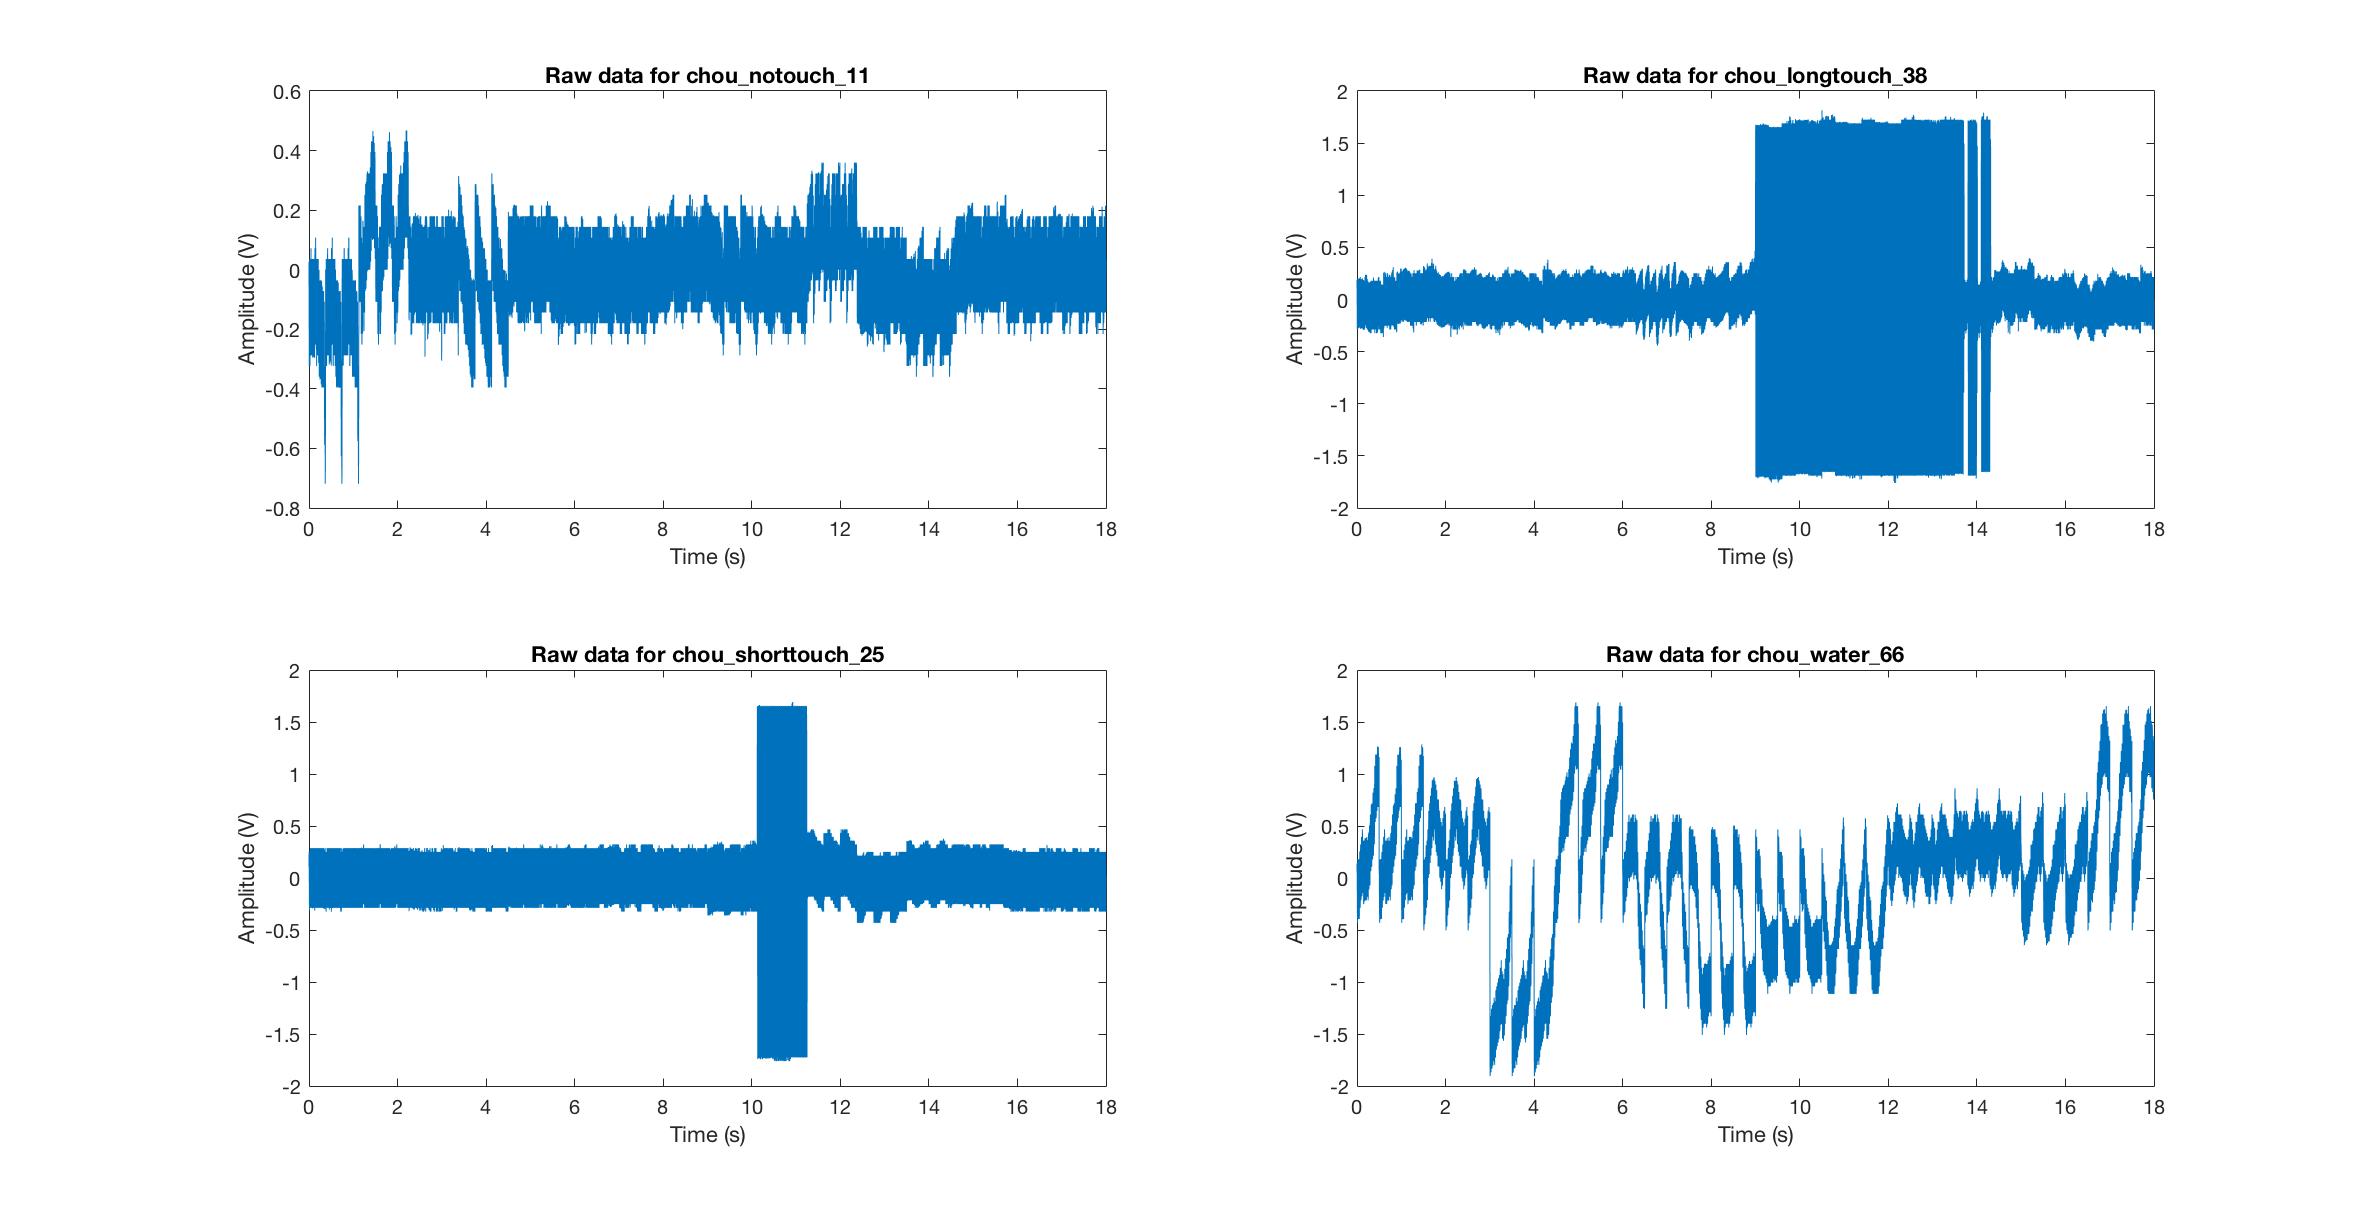 Raw data for chou_notouch_11
0.6
0.4
0.2
0
-0.2
-0.4
-0.6
-0.8
Amplitude (V)
0 2 4 6 8 10 12 14 16 18
Time (s)
Raw data for chou_longtouch_38
2
1.5
1
0.5
0
-0.5
-1
-1.5
-2
Amplitude (V)
0 2 4 6 8 10 12 14 16 18
Time (s)
Raw data for chou_shorttouch_25
2
1.5
1
0.5
0
-0.5
-1
-1.5
-2
Amplitude (V)
0 2 4 6 8 10 12 14 16 18
Time (s)
Raw data for chou_water_66
2
1.5
1
0.5
0
-0.5
-1
-1.5
-2
Amplitude (V)
0 2 4 6 8 10 12 14 16 18
Time (s)